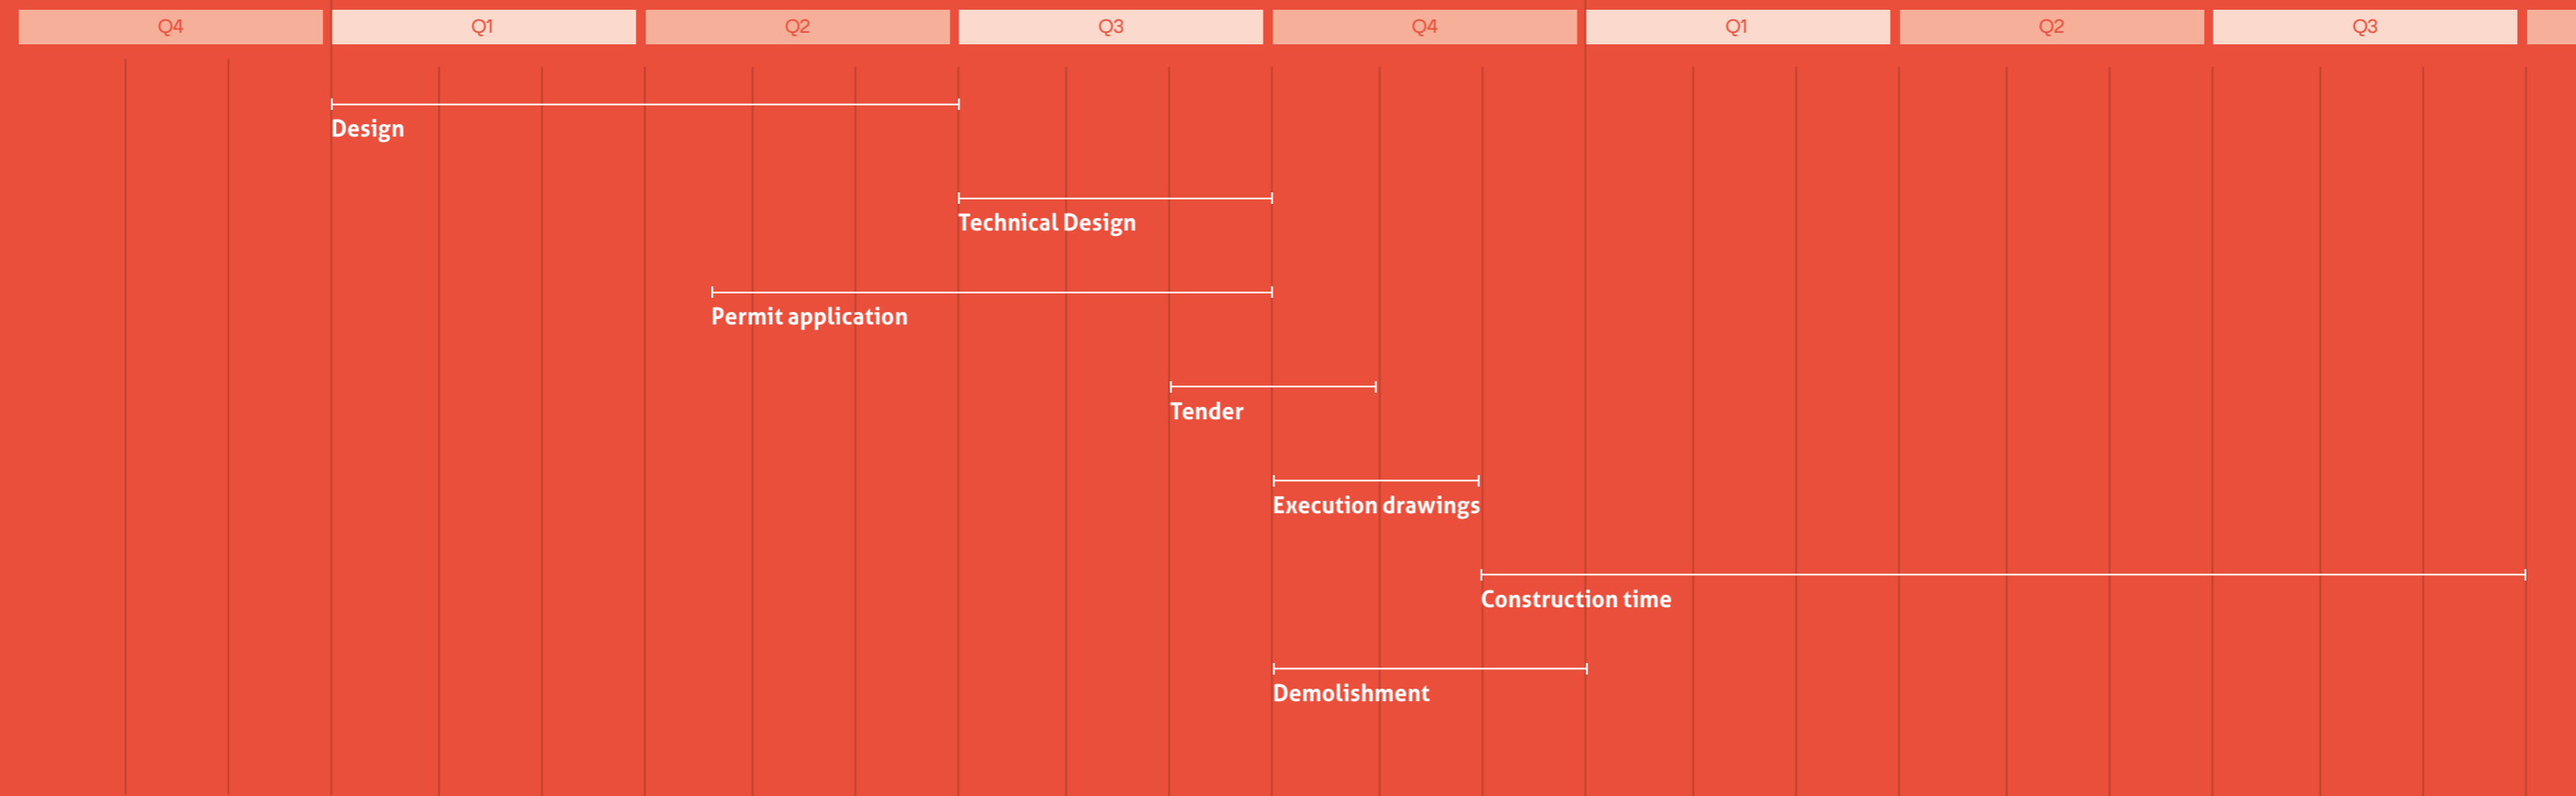 Q4 Q1 Q2 Q3 Q4 Q1 Q2 Q3
Design
Technical Design
Permit application
Tender
Execution drawings
Construction time
Demolishment